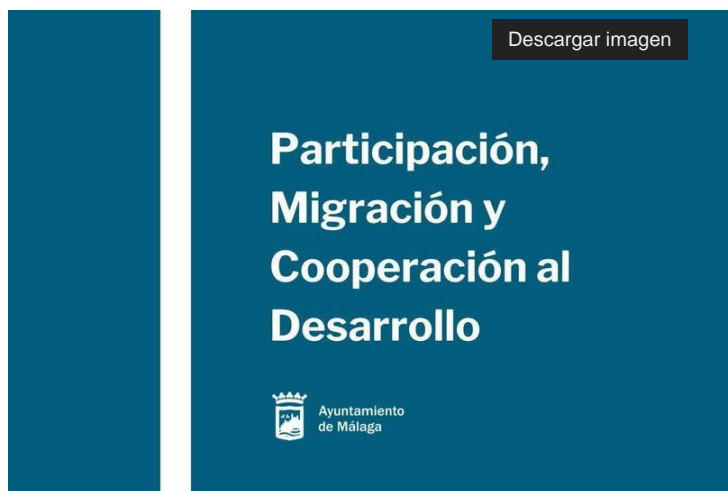 Descargar imagen
Participación,
Migración y
Cooperación al
Desarrollo
Ayuntamiento
de Málaga